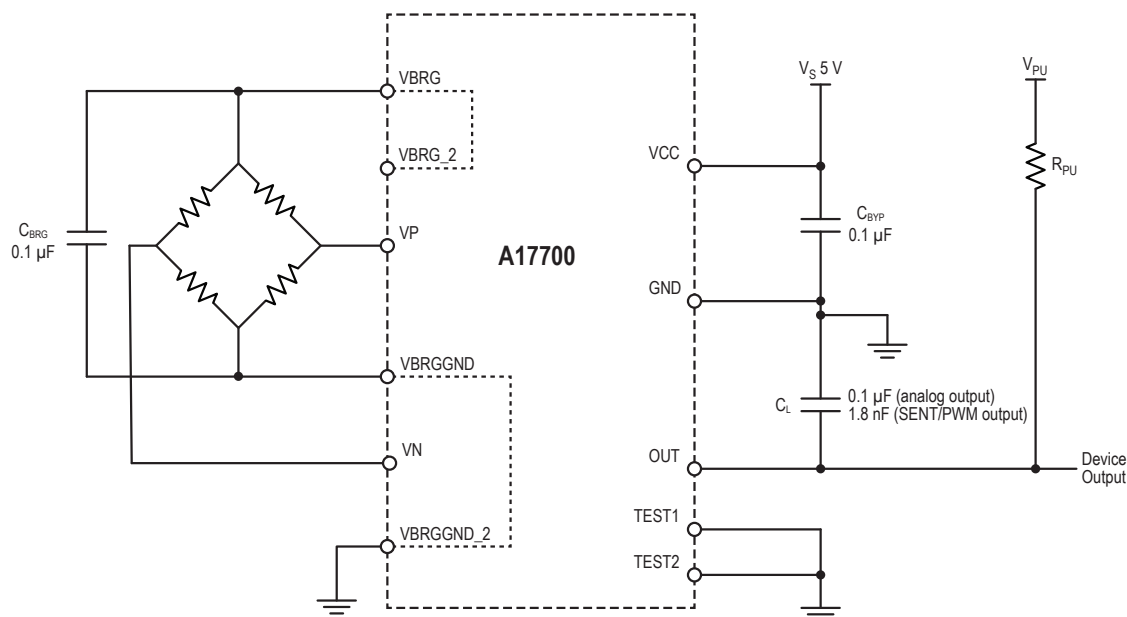 VBRG
VBRG_2
VP
VBRGGND
VN
VBRGGND_2
C_BRG
0.1 µF
A17700
VCC
GND
OUT
TEST1
TEST2
V_S 5 V
C_BYP
0.1 µF
C_L
0.1 µF (analog output)
1.8 nF (SENT/PWM output)
V_PU
R_PU
Device
Output